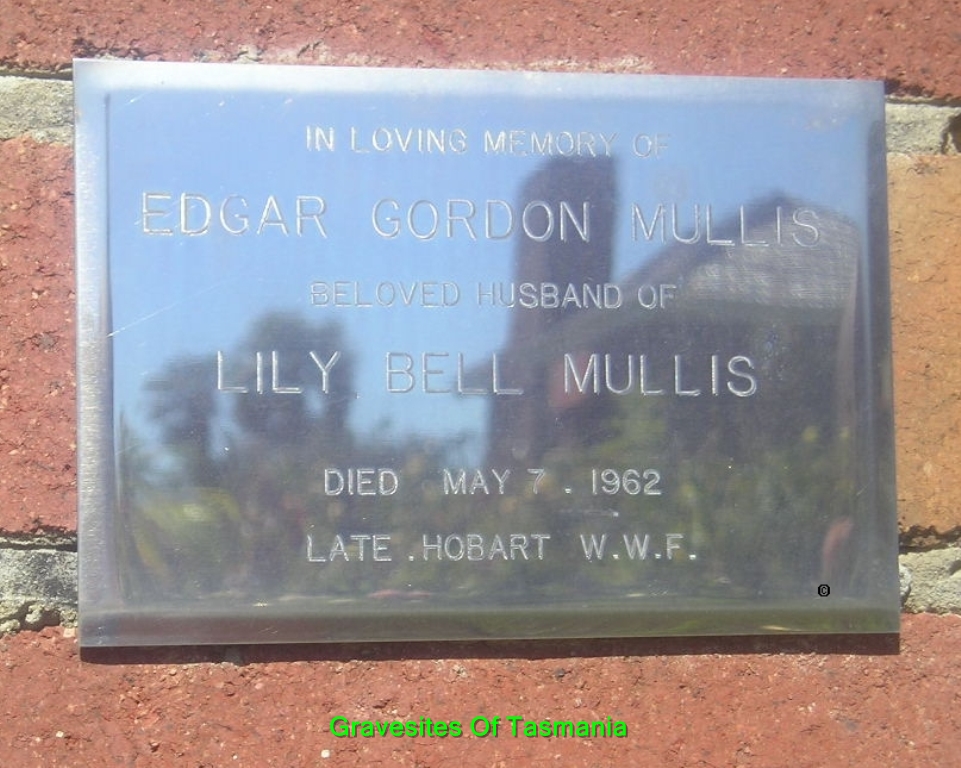 IN LOVING MEMORY OF
EDGAR GORDON MULLIS
BELOVED HUSBAND OF
LILY BELL MULLIS
DIED MAY 7 . 1962
LATE . HOBART W.W.F.
©
Gravesites Of Tasmania